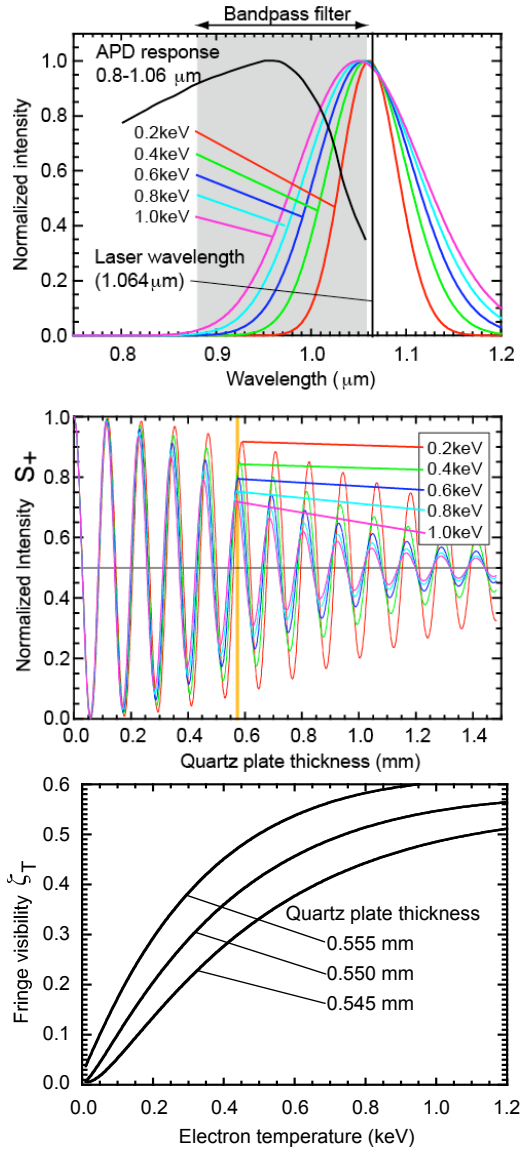 Bandpass filter
APD response
0.8-1.06 μm
0.2keV
0.4keV
0.6keV
0.8keV
1.0keV
Laser wavelength
(1.064μm)
Normalized intensity
1.0
0.8
0.6
0.4
0.2
0.0
0.8
0.9
1.0
1.1
1.2
Wavelength (μm)
Normalized Intensity S+
1.0
0.8
0.6
0.4
0.2
0.0
0.2keV
0.4keV
0.6keV
0.8keV
1.0keV
0.0 0.2 0.4 0.6 0.8 1.0 1.2 1.4
Quartz plate thickness (mm)
Fringe visibility ζT
0.6
0.5
0.4
0.3
0.2
0.1
0.0
Quartz plate thickness
0.555 mm
0.550 mm
0.545 mm
0.0 0.2 0.4 0.6 0.8 1.0 1.2
Electron temperature (keV)